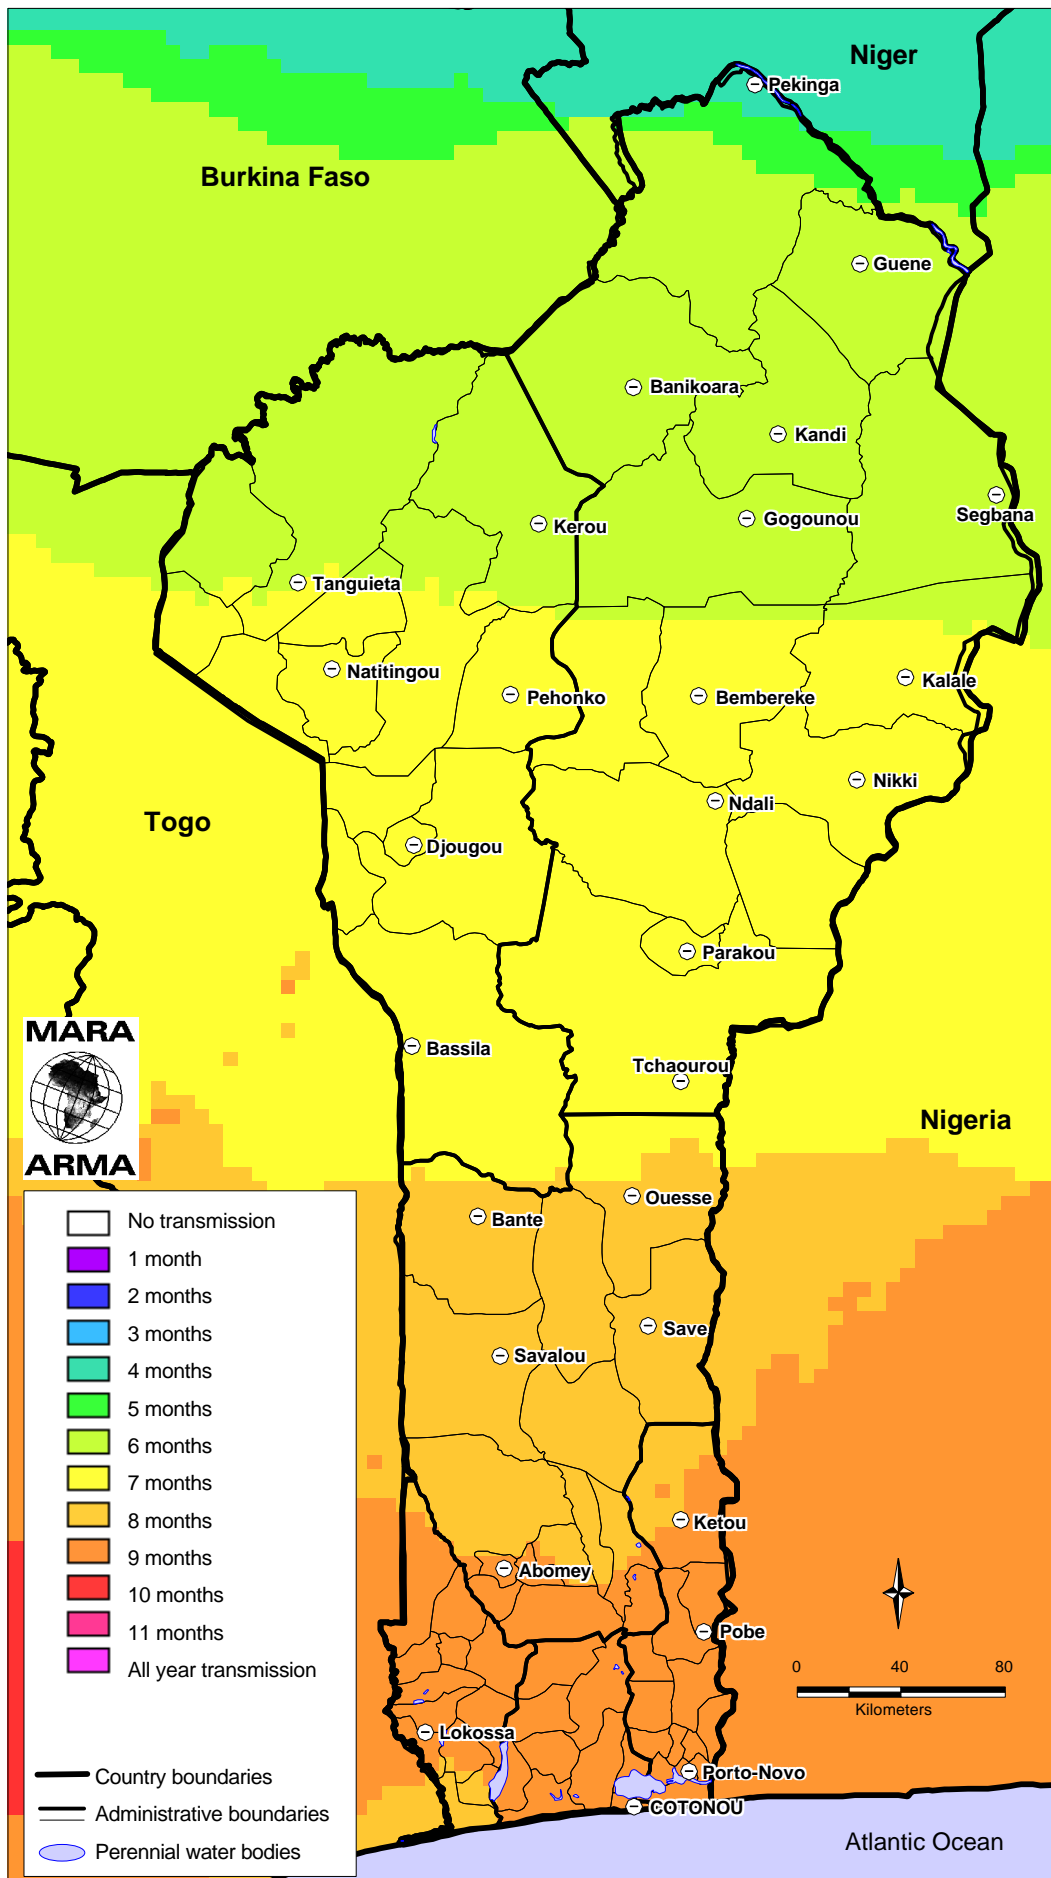 Niger
Pekinga
Burkina Faso
Guene
Banikoara
Kandi
Segbana
Gogounou
Kerou
Tanguieta
Natitingou
Kalale
Pehonko
Bembereke
Nikki
Ndali
Togo
Djougou
Parakou
MARA
ARMA
Bassila
Tchaourou
Nigeria
Ouesse
Bante
Save
Savalou
Ketou
Abomey
Pobe
Lokossa
Porto-Novo
COTONOU
Atlantic Ocean
No transmission
1 month
2 months
3 months
4 months
5 months
6 months
7 months
8 months
9 months
10 months
11 months
All year transmission
Country boundaries
Administrative boundaries
Perennial water bodies
0 40 80
Kilometers